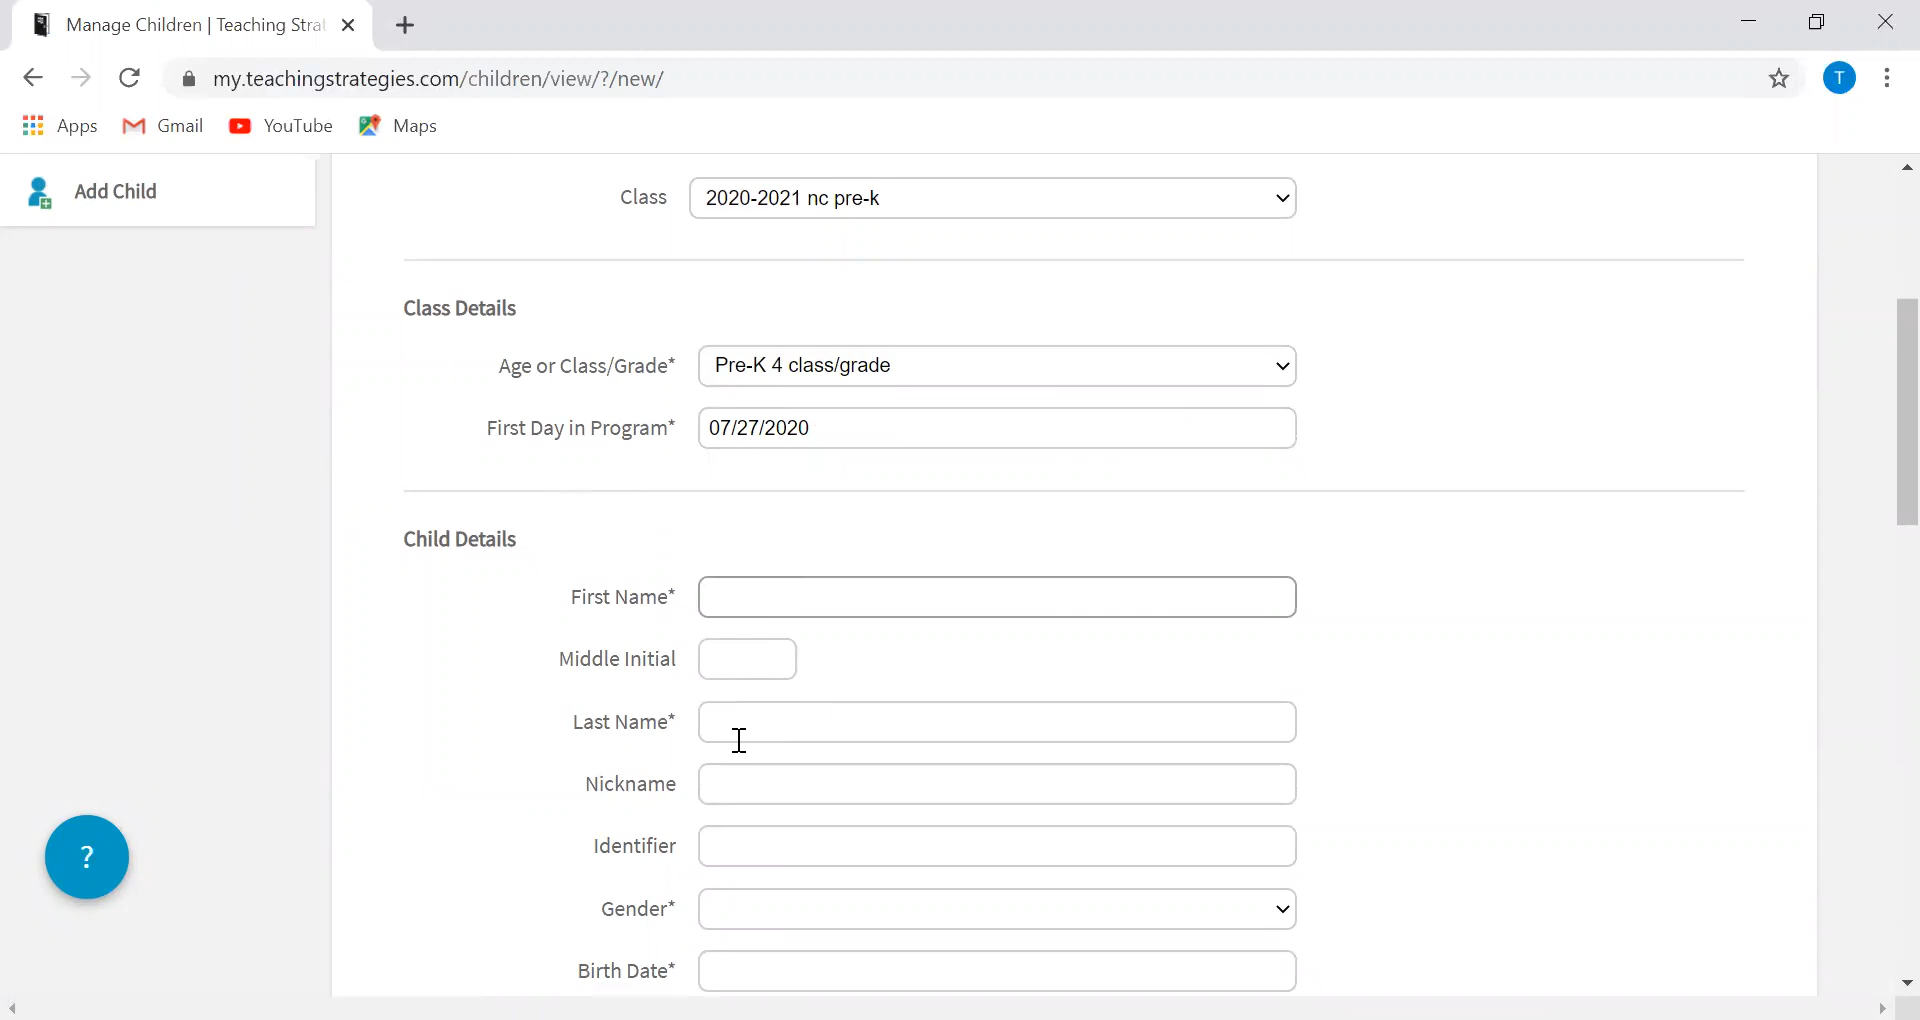 Manage Children | Teaching Strat
my.teachingstrategies.com/children/view/?/new/
T
Apps
Gmail
YouTube
Maps
Add Child
Class
2020-2021 nc pre-k
Class Details
Age or Class/Grade*
Pre-K 4 class/grade
First Day in Program*
07/27/2020
Child Details
First Name*
Middle Initial
Last Name*
Nickname
Identifier
Gender*
Birth Date*
?